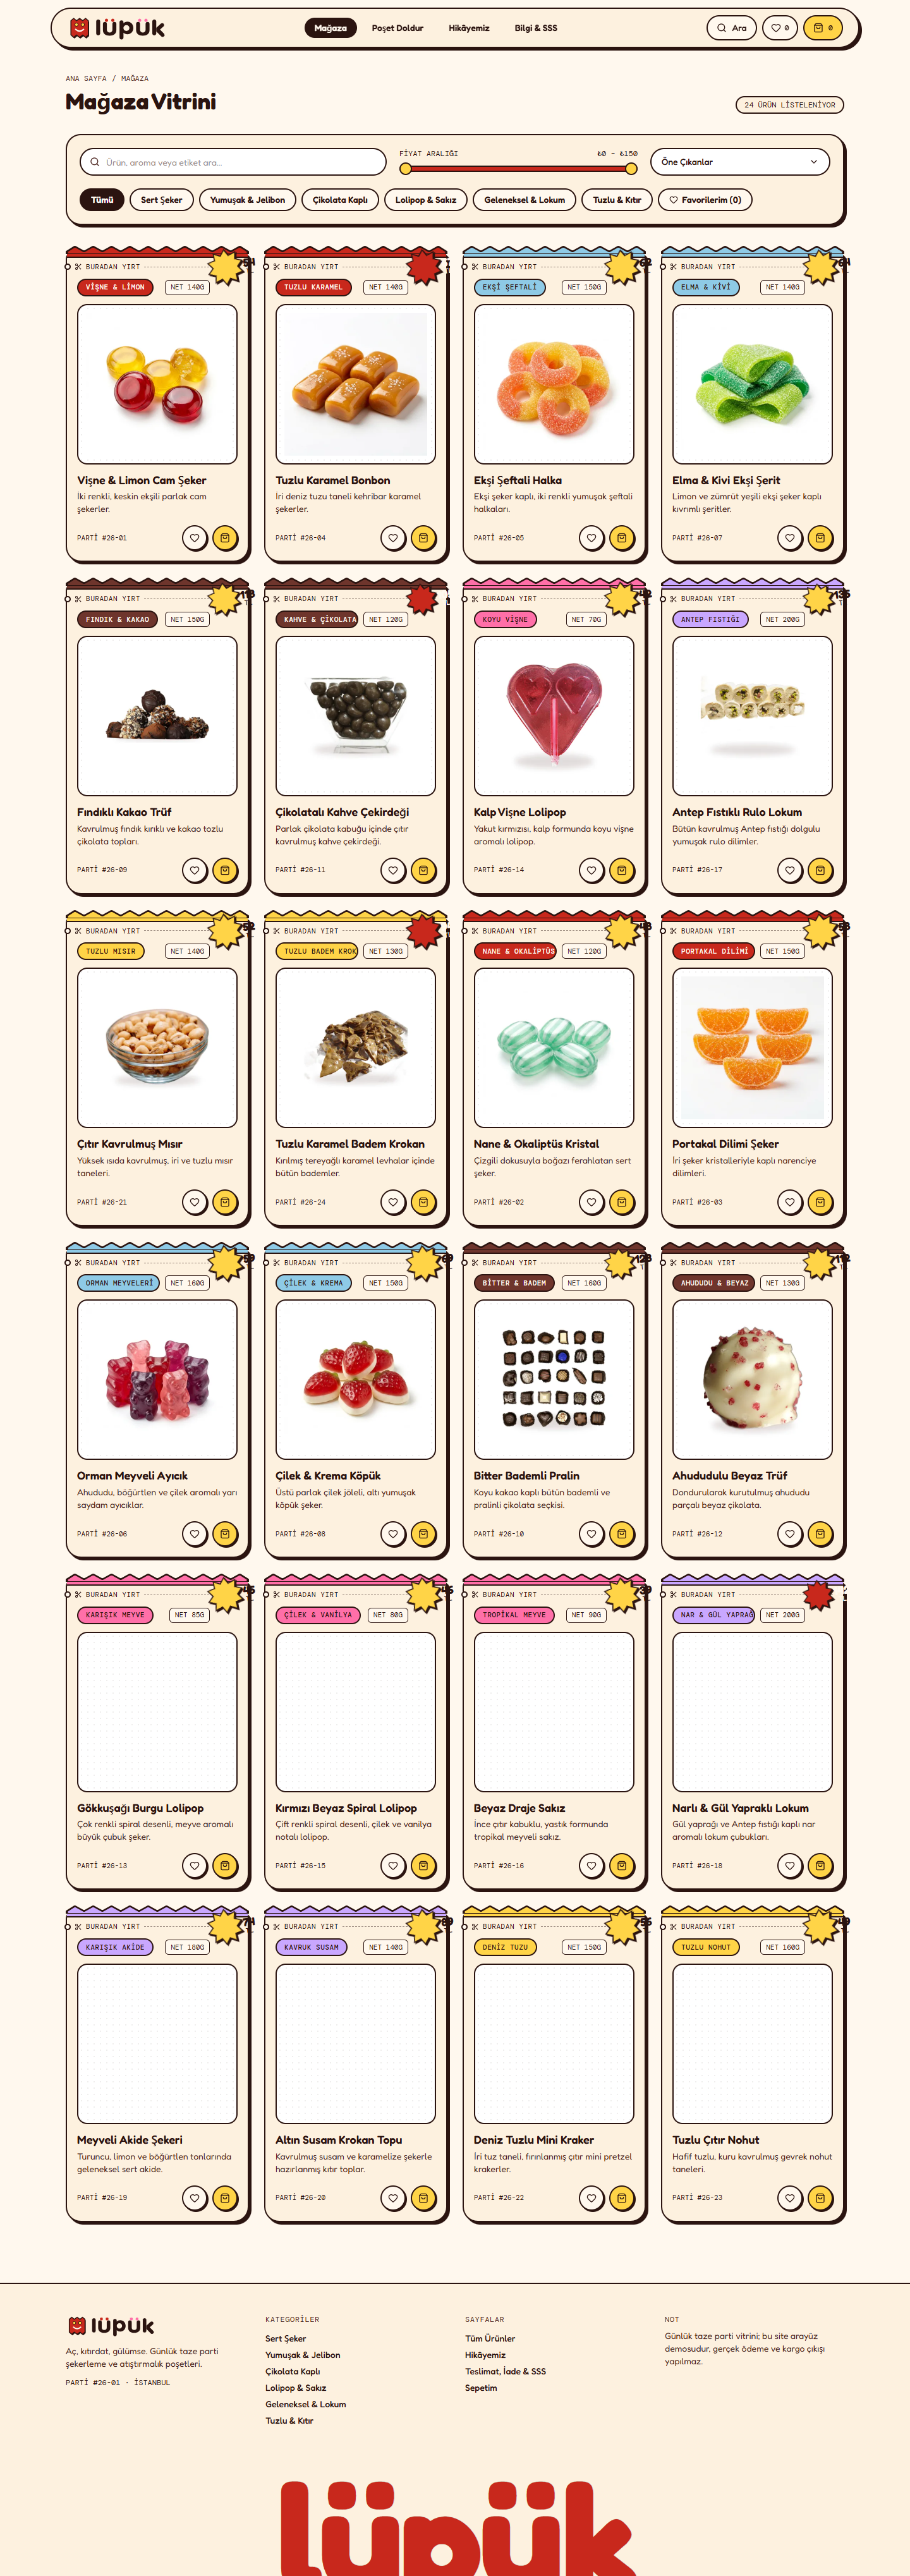 lüpük
Mağaza
Poşet Doldur
Hikâyemiz
Bilgi & SSS
Ara
0
0
ANA SAYFA / MAĞAZA
Mağaza Vitrini
24 ÜRÜN LİSTELENİYOR
Ürün, aroma veya etiket ara...
FİYAT ARALIĞI
₺0 – ₺150
Öne Çıkanlar
Tümü
Sert Şeker
Yumuşak & Jelibon
Çikolata Kaplı
Lolipop & Sakız
Geleneksel & Lokum
Tuzlu & Kıtır
Favorilerim (0)
BURADAN YIRT
VİŞNE & LİMON
NET 140G
Vişne & Limon Cam Şeker
İki renkli, keskin ekşili parlak cam
şekerler.
PARTİ #26-01
BURADAN YIRT
TUZLU KARAMEL
NET 140G
Tuzlu Karamel Bonbon
İri deniz tuzu taneli kehribar karamel
şekerler.
PARTİ #26-04
BURADAN YIRT
EKŞİ ŞEFTALİ
NET 150G
Ekşi Şeftali Halka
Ekşi şeker kaplı, iki renkli yumuşak şeftali
halkaları.
PARTİ #26-05
BURADAN YIRT
ELMA & KİVİ
NET 140G
Elma & Kivi Ekşi Şerit
Limon ve zümrüt yeşili ekşi şeker kaplı
kıvrımlı şeritler.
PARTİ #26-07
BURADAN YIRT
FINDIK & KAKAO
NET 150G
Fındıklı Kakao Trüf
Kavrulmuş fındık kırıklı ve kakao tozlu
çikolata topları.
PARTİ #26-09
BURADAN YIRT
KAHVE & ÇİKOLATA
NET 120G
Çikolatalı Kahve Çekirdeği
Parlak çikolata kabuğu içinde çıtır
kavrulmuş kahve çekirdeği.
PARTİ #26-11
BURADAN YIRT
KOYU VİŞNE
NET 70G
Kalp Vişne Lolipop
Yakut kırmızısı, kalp formunda koyu vişne
aromalı lolipop.
PARTİ #26-14
BURADAN YIRT
ANTEP FISTIĞI
NET 200G
Antep Fıstıklı Rulo Lokum
Bütün kavrulmuş Antep fıstığı dolgulu
yumuşak rulo dilimler.
PARTİ #26-17
BURADAN YIRT
TUZLU MISIR
NET 140G
Çıtır Kavrulmuş Mısır
Yüksek ısıda kavrulmuş, iri ve tuzlu mısır
taneleri.
PARTİ #26-21
BURADAN YIRT
TUZLU BADEM KROK
NET 130G
Tuzlu Karamel Badem Krokan
Kırılmış tereyağlı karamel levhalar içinde
bütün bademler.
PARTİ #26-24
BURADAN YIRT
NANE & OKALİPTÜS
NET 120G
Nane & Okaliptüs Kristal
Çizgili dokusuyla boğazı ferahlatan sert
şeker.
PARTİ #26-02
BURADAN YIRT
PORTAKAL DİLİMİ
NET 150G
Portakal Dilimi Şeker
İri şeker kristalleriyle kaplı narenciye
dilimleri.
PARTİ #26-03
BURADAN YIRT
ORMAN MEYVELERİ
NET 160G
Orman Meyveli Ayıcık
Ahududu, böğürtlen ve çilek aromalı yarı
saydam ayıcıklar.
PARTİ #26-06
BURADAN YIRT
ÇİLEK & KREMA
NET 150G
Çilek & Krema Köpük
Üstü parlak çilek jöleli, altı yumuşak
köpük şeker.
PARTİ #26-08
BURADAN YIRT
BİTTER & BADEM
NET 160G
Bitter Bademli Pralin
Koyu kakao kaplı bütün bademli ve
pralinli çikolata seçkisi.
PARTİ #26-10
BURADAN YIRT
AHUDUDU & BEYAZ
NET 130G
Ahududulu Beyaz Trüf
Dondurularak kurutulmuş ahududu
parçalı beyaz çikolata.
PARTİ #26-12
BURADAN YIRT
KARIŞIK MEYVE
NET 85G
Gökkuşağı Burgu Lolipop
Çok renkli spiral desenli, meyve aromalı
büyük çubuk şeker.
PARTİ #26-13
BURADAN YIRT
ÇİLEK & VANİLYA
NET 80G
Kırmızı Beyaz Spiral Lolipop
Çift renkli spiral desenli, çilek ve vanilya
notalı lolipop.
PARTİ #26-15
BURADAN YIRT
TROPİKAL MEYVE
NET 90G
Beyaz Draje Sakız
İnce çıtır kabuklu, yastık formunda
tropikal meyveli sakız.
PARTİ #26-16
BURADAN YIRT
NAR & GÜL YAPRAĞ
NET 200G
Narlı & Gül Yapraklı Lokum
Gül yaprağı ve Antep fıstığı kaplı nar
aromalı lokum çubukları.
PARTİ #26-18
BURADAN YIRT
KARIŞIK AKİDE
NET 180G
Meyveli Akide Şekeri
Turuncu, limon ve böğürtlen tonlarında
geleneksel sert akide.
PARTİ #26-19
BURADAN YIRT
KAVRUK SUSAM
NET 140G
Altın Susam Krokan Topu
Kavrulmuş susam ve karamelize şekerle
hazırlanmış kıtır toplar.
PARTİ #26-20
BURADAN YIRT
DENİZ TUZU
NET 150G
Deniz Tuzlu Mini Kraker
İri tuz taneli, fırınlanmış çıtır mini pretzel
krakerler.
PARTİ #26-22
BURADAN YIRT
TUZLU NOHUT
NET 160G
Tuzlu Çıtır Nohut
Hafif tuzlu, kuru kavrulmuş gevrek nohut
taneleri.
PARTİ #26-23
lüpük
Aç, kıtırdat, gülümse. Günlük taze parti
şekerleme ve atıştırmalık poşetleri.
PARTİ #26-01 · İSTANBUL
KATEGORİLER
Sert Şeker
Yumuşak & Jelibon
Çikolata Kaplı
Lolipop & Sakız
Geleneksel & Lokum
Tuzlu & Kıtır
SAYFALAR
Tüm Ürünler
Hikâyemiz
Teslimat, İade & SSS
Sepetim
NOT
Günlük taze parti vitrini; bu site arayüz
demosudur, gerçek ödeme ve kargo çıkışı
yapılmaz.
lüpük